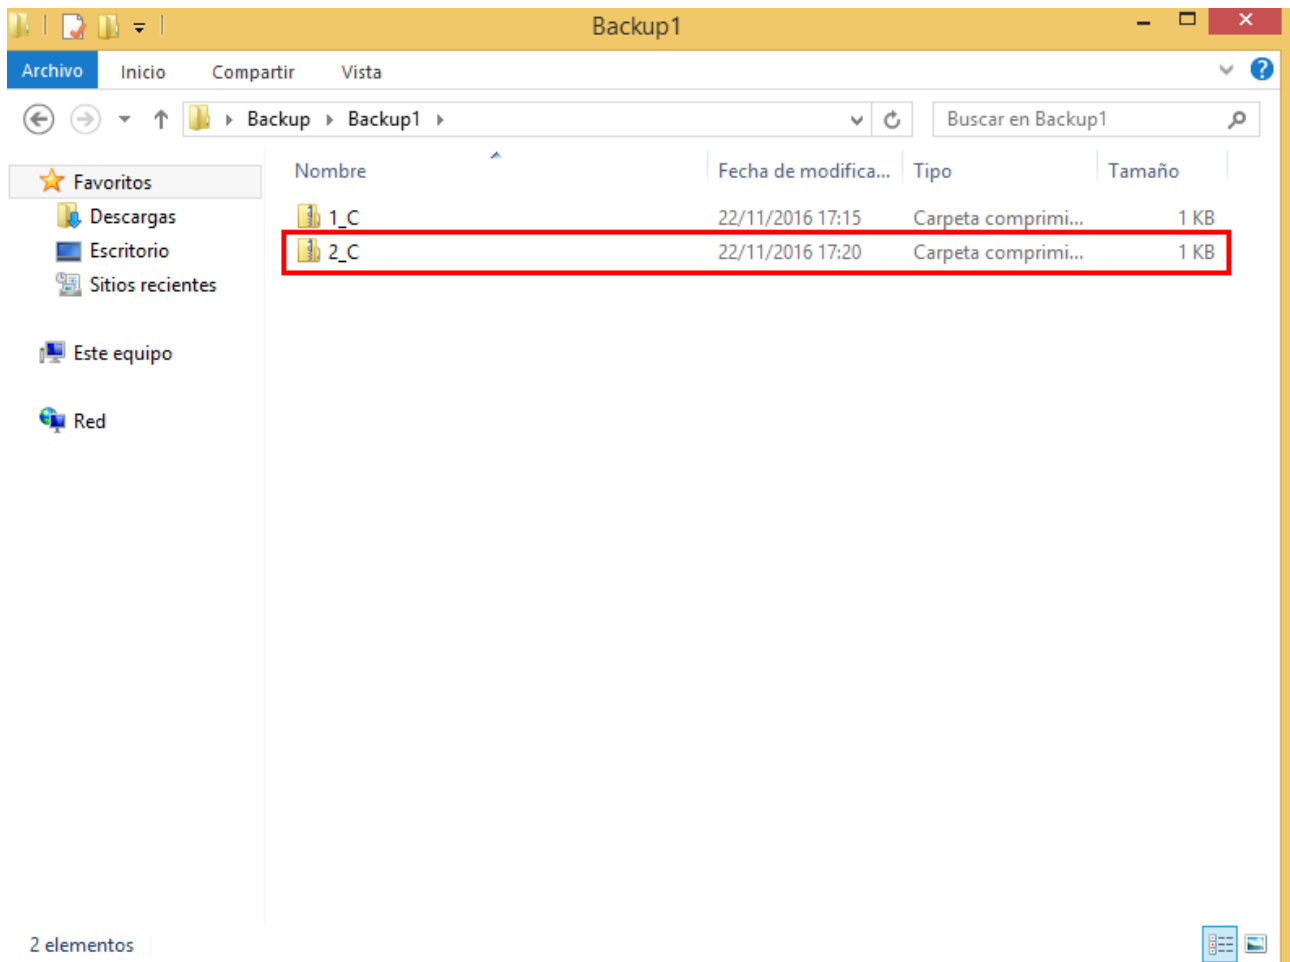 Backup1
Archivo Inicio Compartir Vista
Backup Backup1 Buscar en Backup1
Nombre Fecha de modifica... Tipo Tamaño
Favoritos
Descargas
Escritorio
Sitios recientes
Este equipo
Red
1_C 22/11/2016 17:15 Carpeta comprimi... 1 KB
2_C 22/11/2016 17:20 Carpeta comprimi... 1 KB
2 elementos